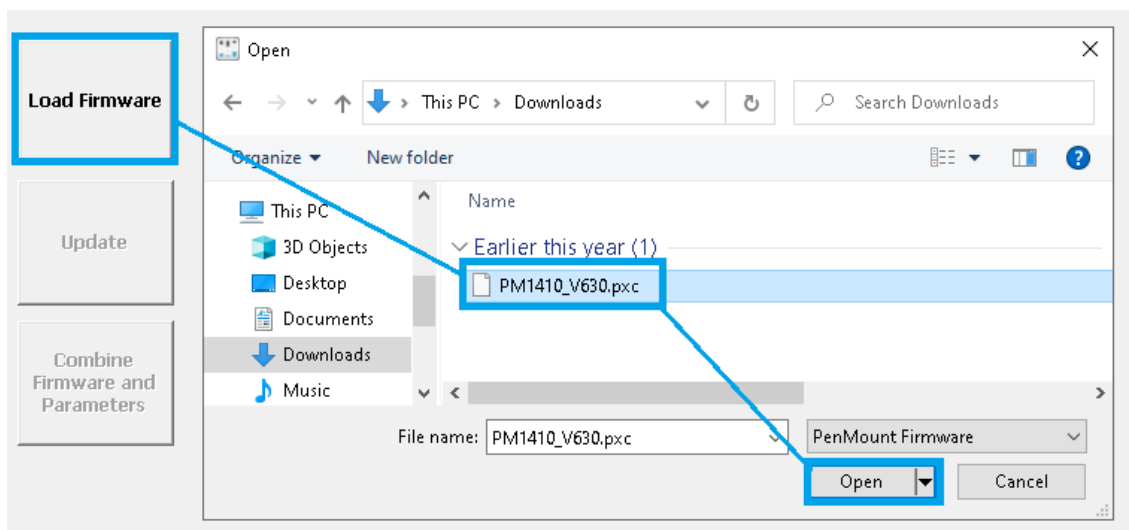 Load Firmware
Update
Combine
Firmware and
Parameters
Open
This PC > Downloads
Search Downloads
Organize
New folder
?
This PC
3D Objects
Desktop
Documents
Downloads
Music
Name
Earlier this year (1)
PM1410_V630.pxc
File name: PM1410_V630.pxc
PenMount Firmware
Open
Cancel